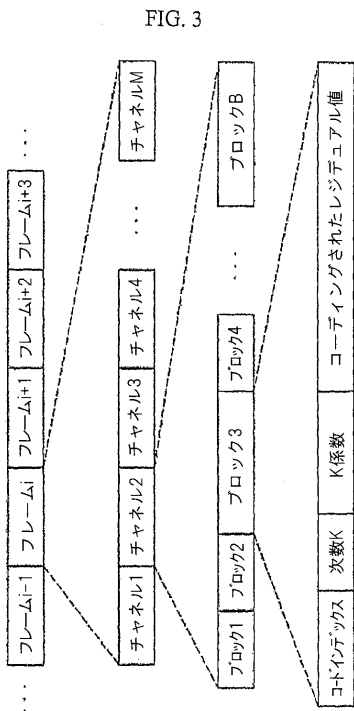 FIG. 3
... フレームi-1 フレームi フレームi+1 フレームi+2 フレームi+3 ...
チャネル1 チャネル2 チャネル3 チャネル4 ... チャネルM
ブロック1 ブロック2 ブロック3 ブロック4 ... ブロックB
コードインデックス 次数K K係数 コーディングされたレジデュアル値